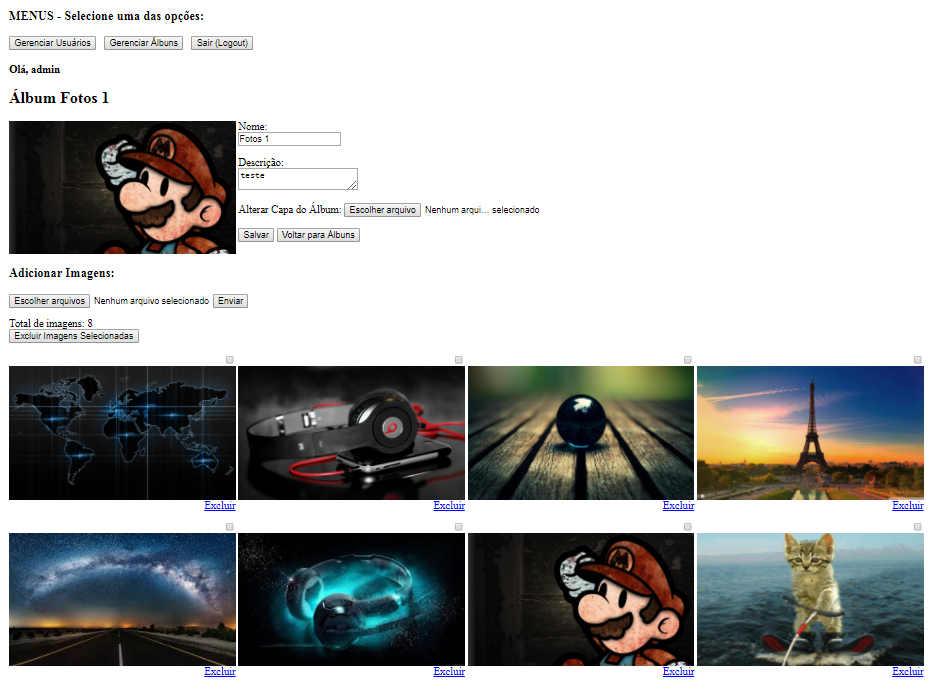 MENUS - Selecione uma das opções:
Gerenciar Usuários Gerenciar Álbuns Sair (Logout)
Olá, admin
Álbum Fotos 1
Nome:
Fotos 1
Descrição:
teste
Alterar Capa do Álbum: Escolher arquivo Nenhum arqui... selecionado
Salvar Voltar para Álbuns
Adicionar Imagens:
Escolher arquivos Nenhum arquivo selecionado Enviar
Total de imagens: 8
Excluir Imagens Selecionadas
Excluir Excluir Excluir Excluir
Excluir Excluir Excluir Excluir